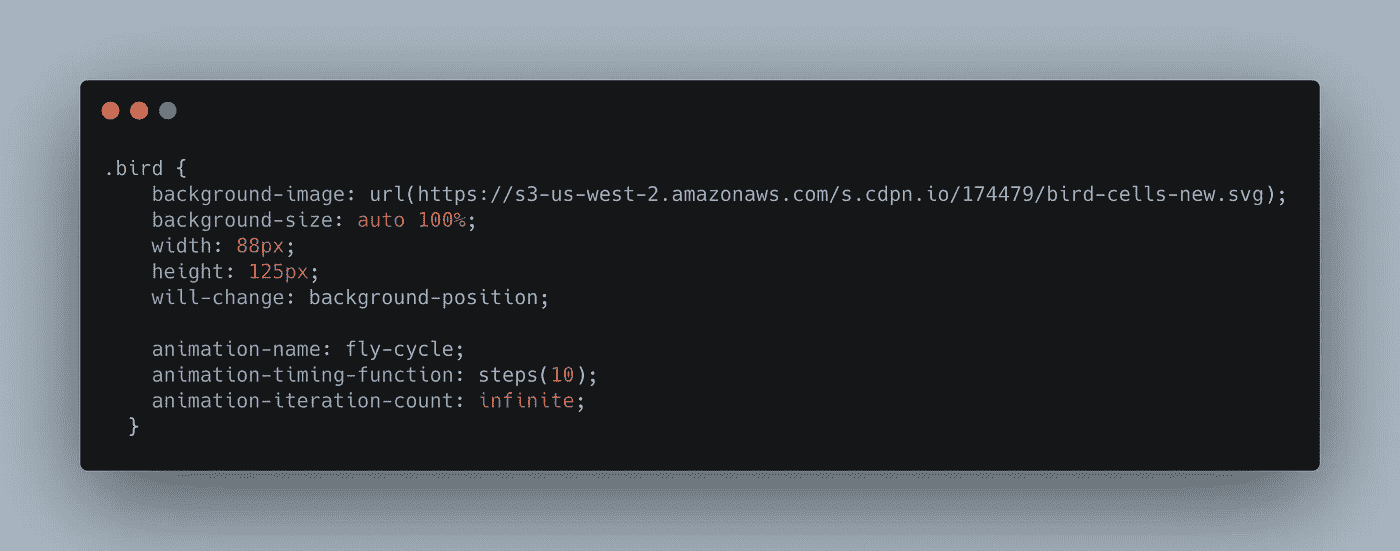 .bird {
background-image: url(https://s3-us-west-2.amazonaws.com/s.cdpn.io/174479/bird-cells-new.svg);
background-size: auto 100%;
width: 88px;
height: 125px;
will-change: background-position;
animation-name: fly-cycle;
animation-timing-function: steps(10);
animation-iteration-count: infinite;
}